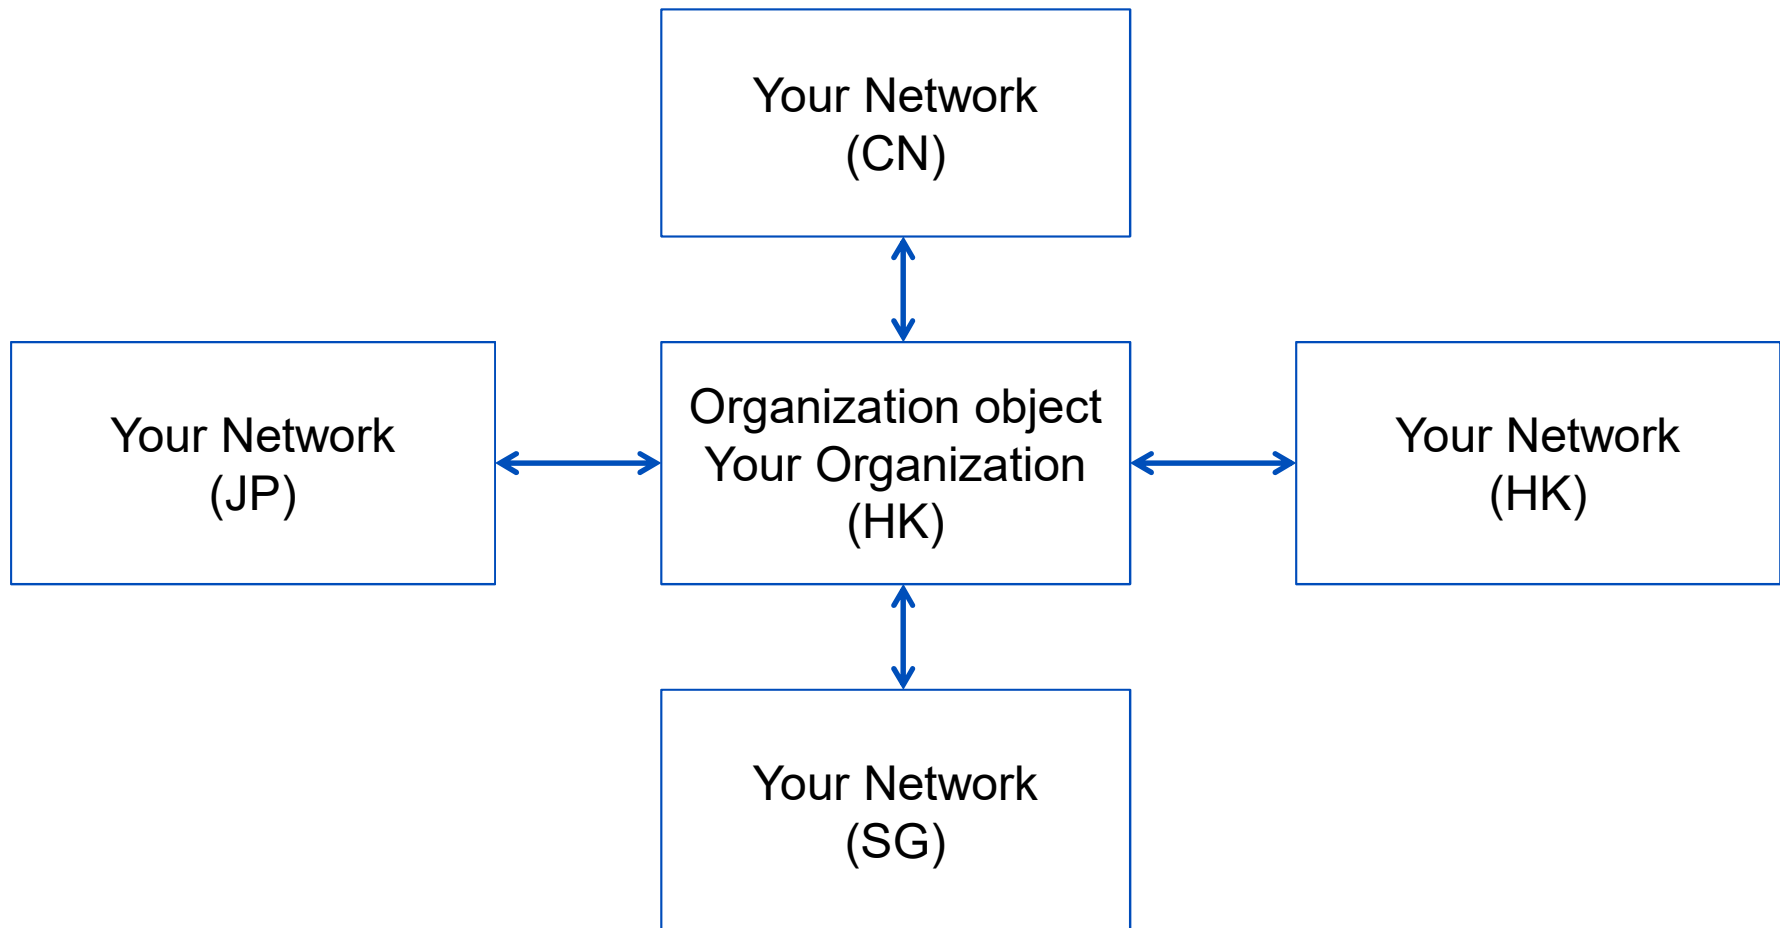 Your Network
(CN)
Your Network
(JP)
Organization object
Your Organization
(HK)
Your Network
(HK)
Your Network
(SG)